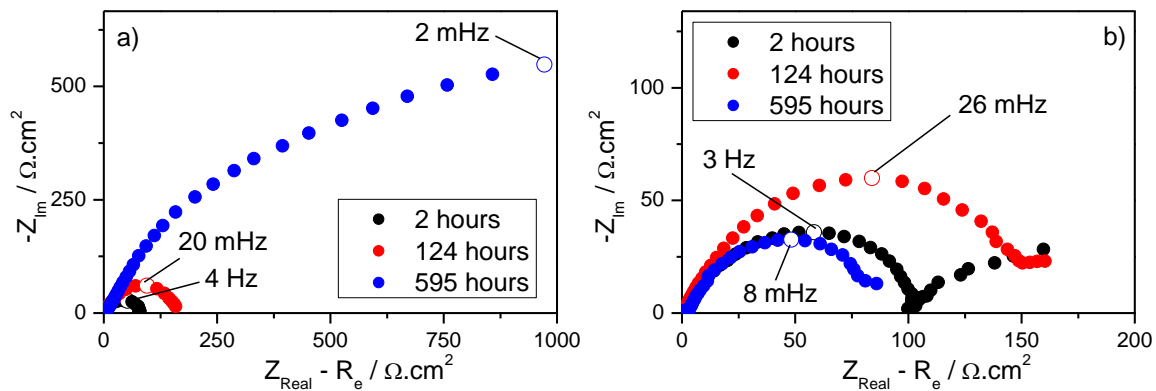 a)
2 mHz
500
250
0
-Z_Im / Ω.cm²
20 mHz
4 Hz
2 hours
124 hours
595 hours
0 250 500 750 1000
Z_Real - R_e / Ω.cm²
b)
2 hours
124 hours
595 hours
26 mHz
3 Hz
8 mHz
100
50
0
-Z_Im / Ω.cm²
0 50 100 150 200
Z_Real - R_e / Ω.cm²